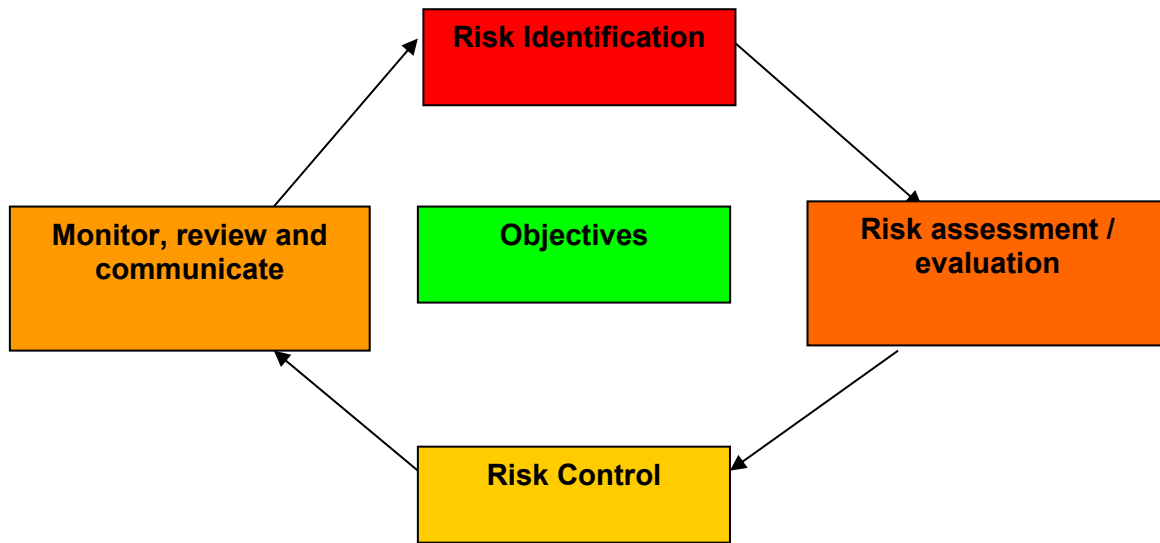 Risk Identification
Monitor, review and
communicate
Objectives
Risk assessment /
evaluation
Risk Control